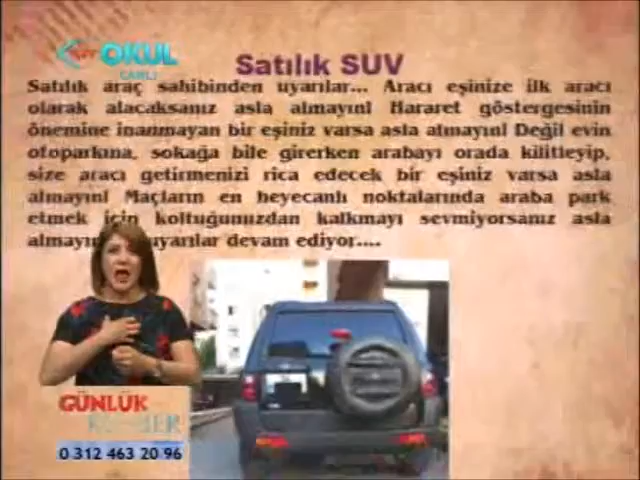 OKUL
CANLI
Satılık SUV
Satılık araç sahibinden uyarılar... Aracı eşinize ilk aracı
olarak alacaksanız asla almayın! Hararet göstergesinin
önemine inanmayan bir eşiniz varsa asla almayın! Değil evin
otoparkına, sokağa bile girerken arabayı orada kilitleyip,
size aracı getirmenizi rica edecek bir eşiniz varsa asla
almayın! Maçların en heyecanlı noktalarında araba park
etmek için koltuğunuzdan kalkmayı sevmiyorsanız asla
uyarılar devam ediyor....
GÜNLÜK
0 312 463 20 96